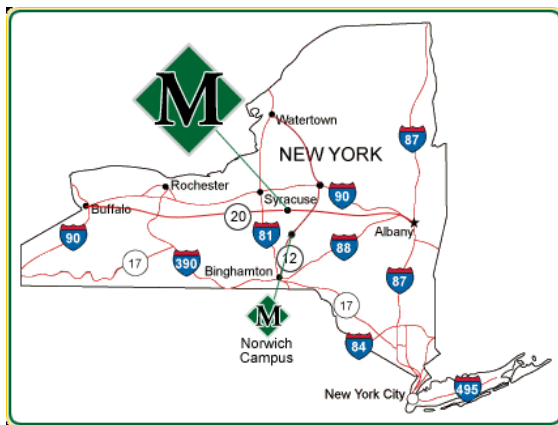 M
Watertown
NEW YORK
87
Rochester
Syracuse
90
Buffalo
20
Albany
90
81
12
88
17
390
Binghamton
87
M
17
Norwich
Campus
84
New York City
495